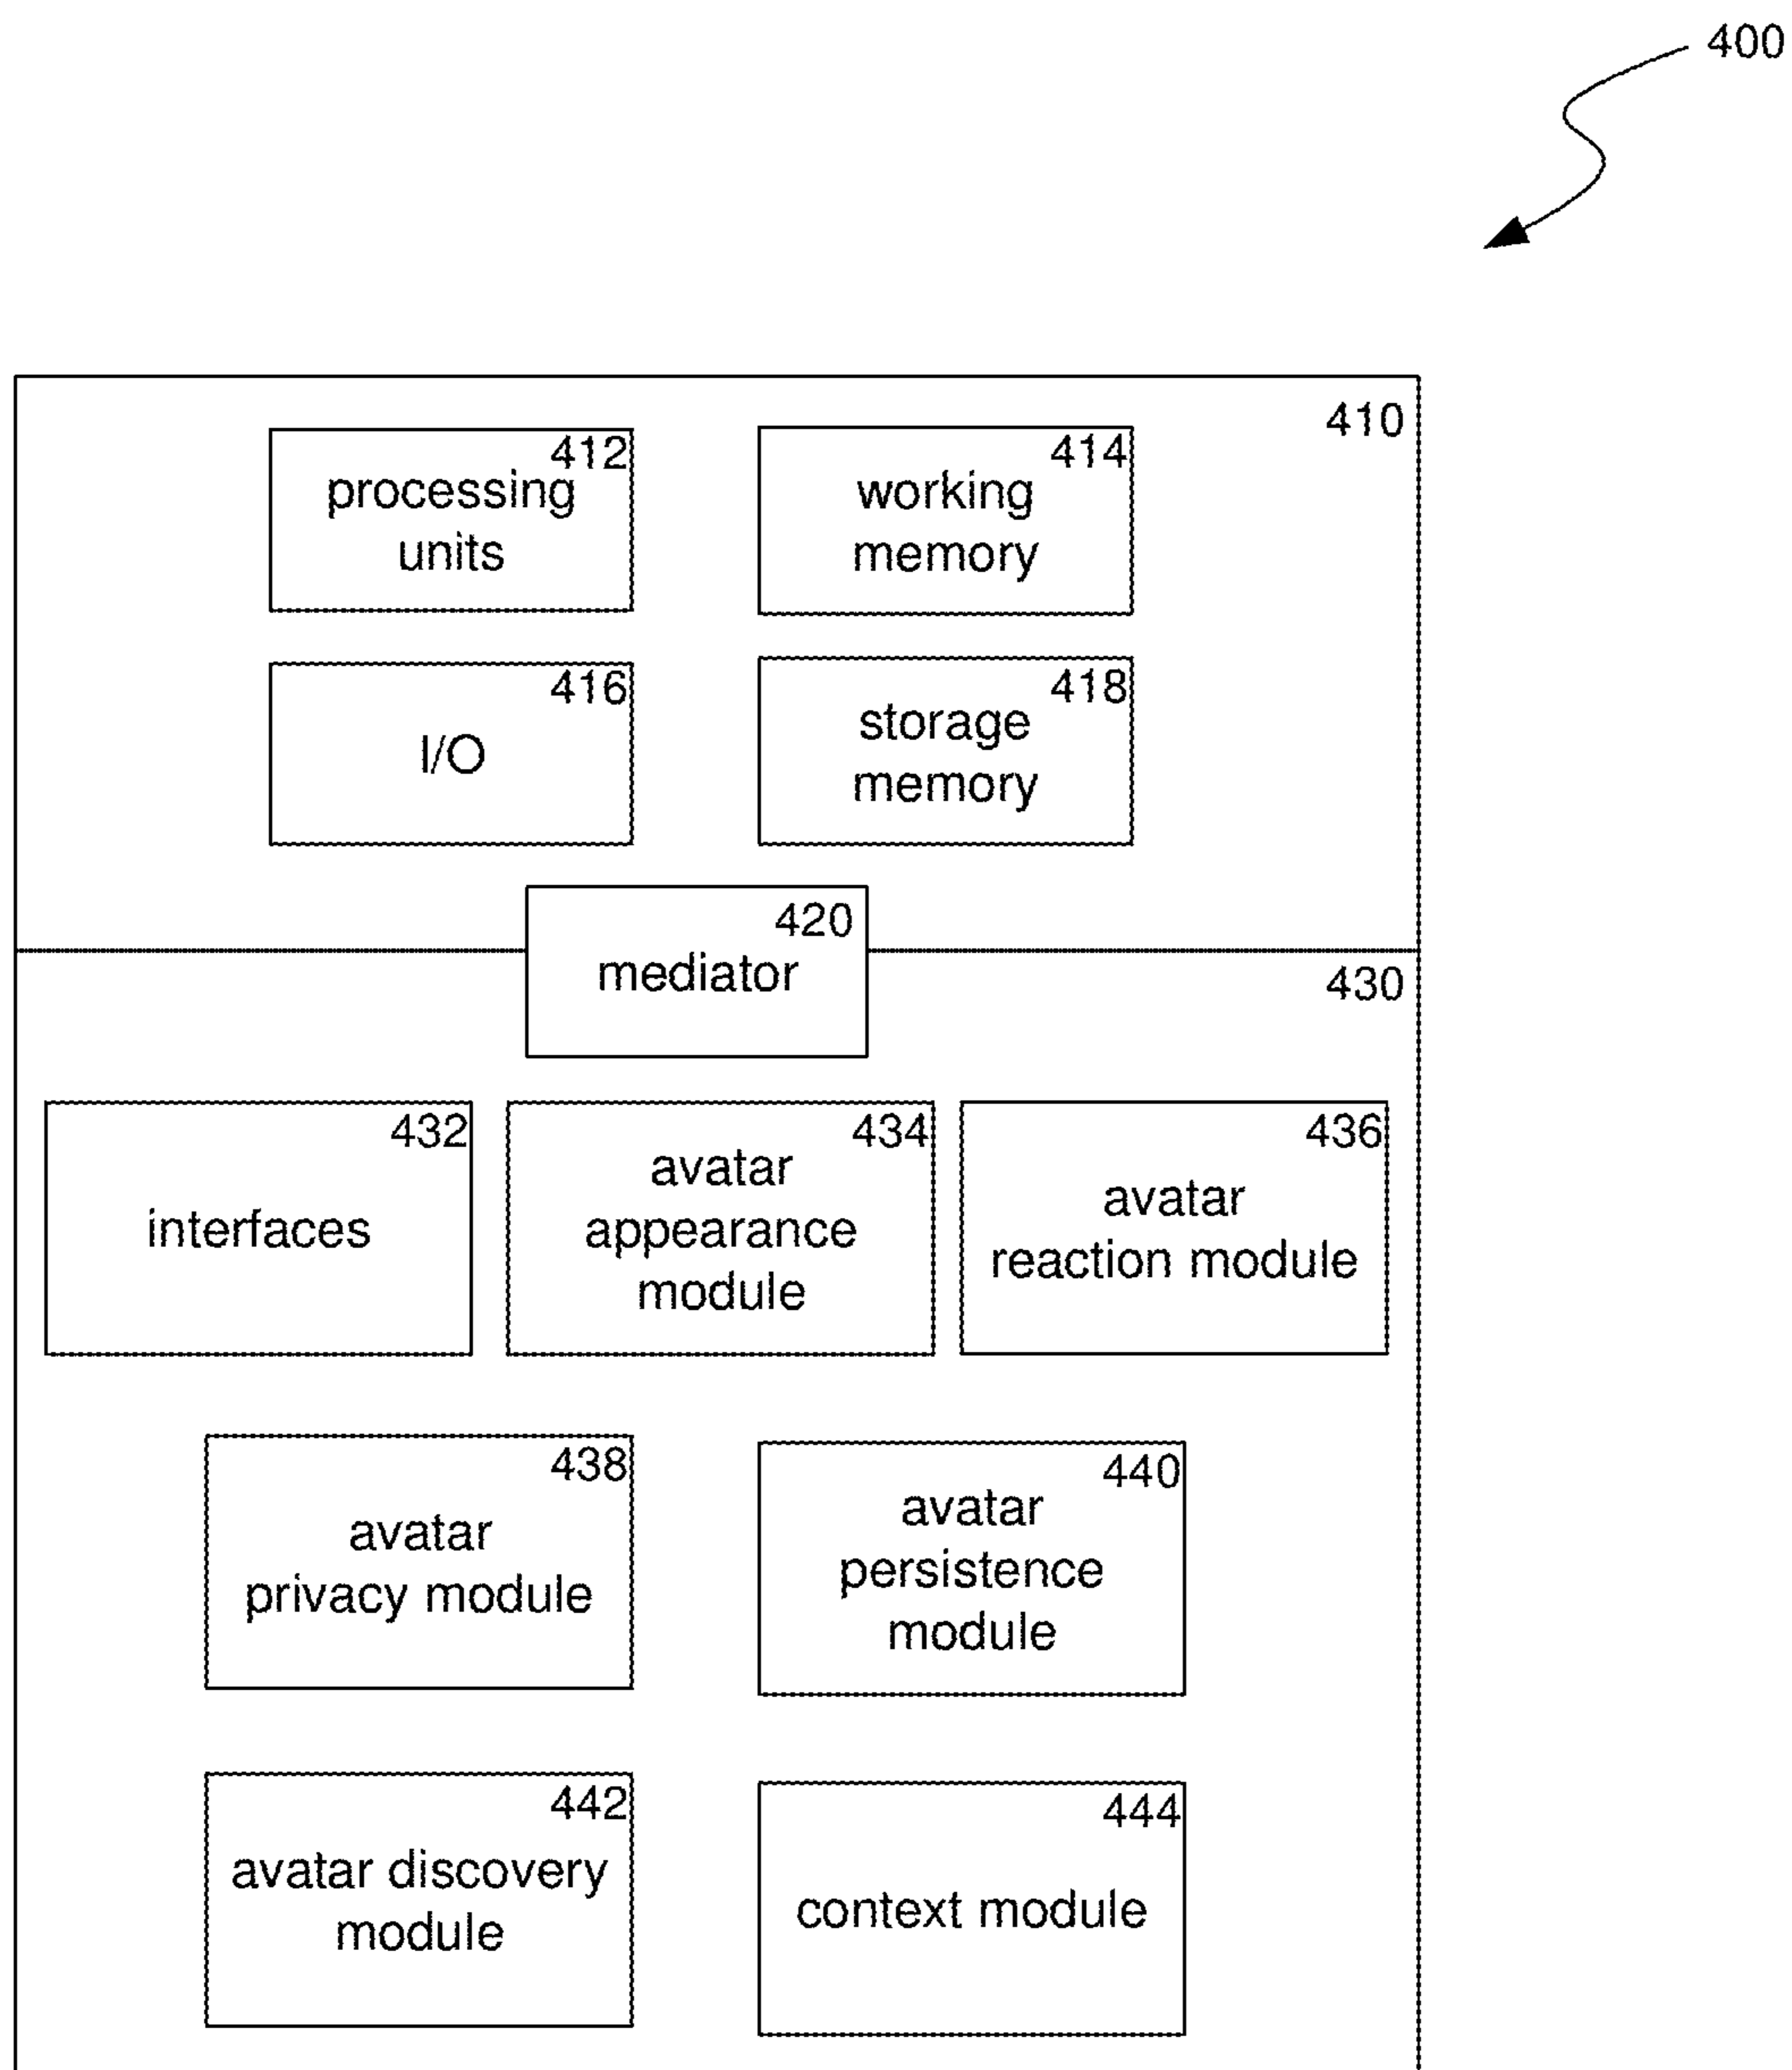 400
410
412
processing
units
414
working
memory
416
I/O
418
storage
memory
420
mediator
430
432
interfaces
434
avatar
appearance
module
436
avatar
reaction module
438
avatar
privacy module
440
avatar
persistence
module
442
avatar discovery
module
444
context module